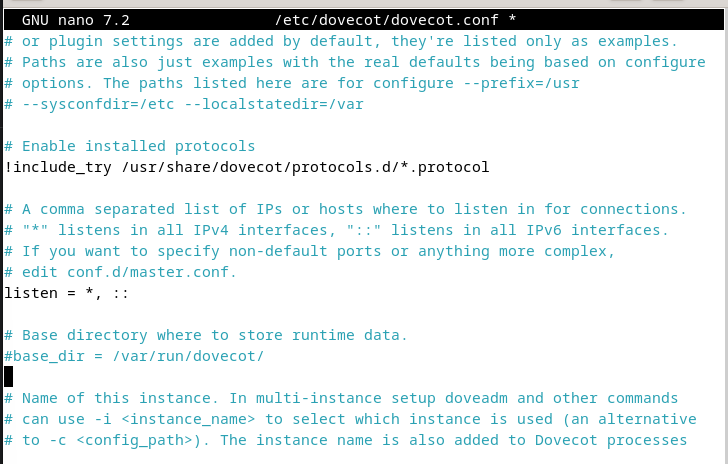 GNU nano 7.2 /etc/dovecot/dovecot.conf *
# or plugin settings are added by default, they're listed only as examples.
# Paths are also just examples with the real defaults being based on configure
# options. The paths listed here are for configure --prefix=/usr
# --sysconfdir=/etc --localstatedir=/var
# Enable installed protocols
!include_try /usr/share/dovecot/protocols.d/*.protocol
# A comma separated list of IPs or hosts where to listen in for connections.
# "*" listens in all IPv4 interfaces, "::" listens in all IPv6 interfaces.
# If you want to specify non-default ports or anything more complex,
# edit conf.d/master.conf.
listen = *, ::
# Base directory where to store runtime data.
#base_dir = /var/run/dovecot/
# Name of this instance. In multi-instance setup doveadm and other commands
# can use -i <instance_name> to select which instance is used (an alternative
# to -c <config_path>). The instance name is also added to Dovecot processes